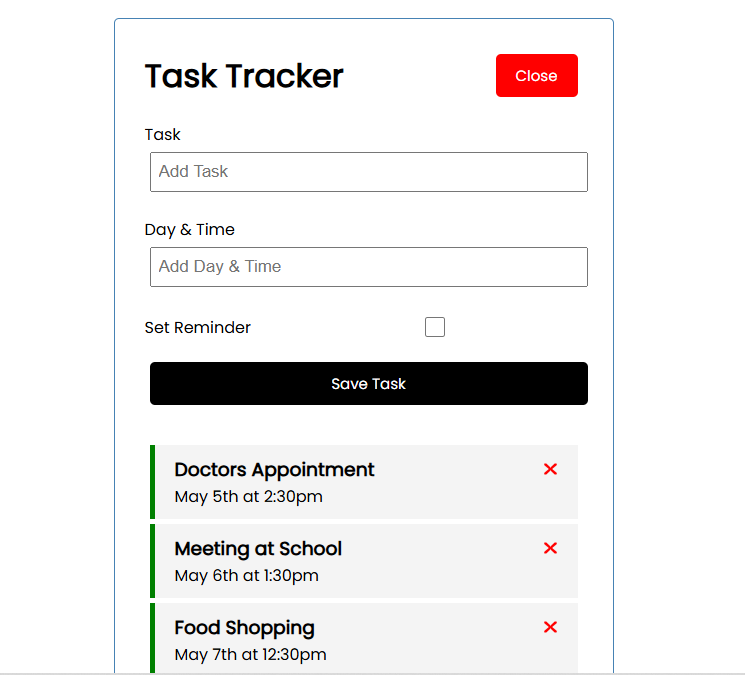 Task Tracker
Close
Task
Add Task
Day & Time
Add Day & Time
Set Reminder
Save Task
Doctors Appointment
May 5th at 2:30pm
Meeting at School
May 6th at 1:30pm
Food Shopping
May 7th at 12:30pm